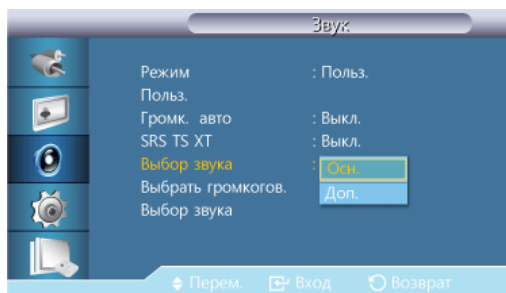 Звук
Режим : Польз.
Польз.
Громк. авто : Выкл.
SRS TS XT : Выкл.
Выбор звука : Осн.
Доп.
Выбрать громкогов.
Выбор звука
Перем. Вход Возврат